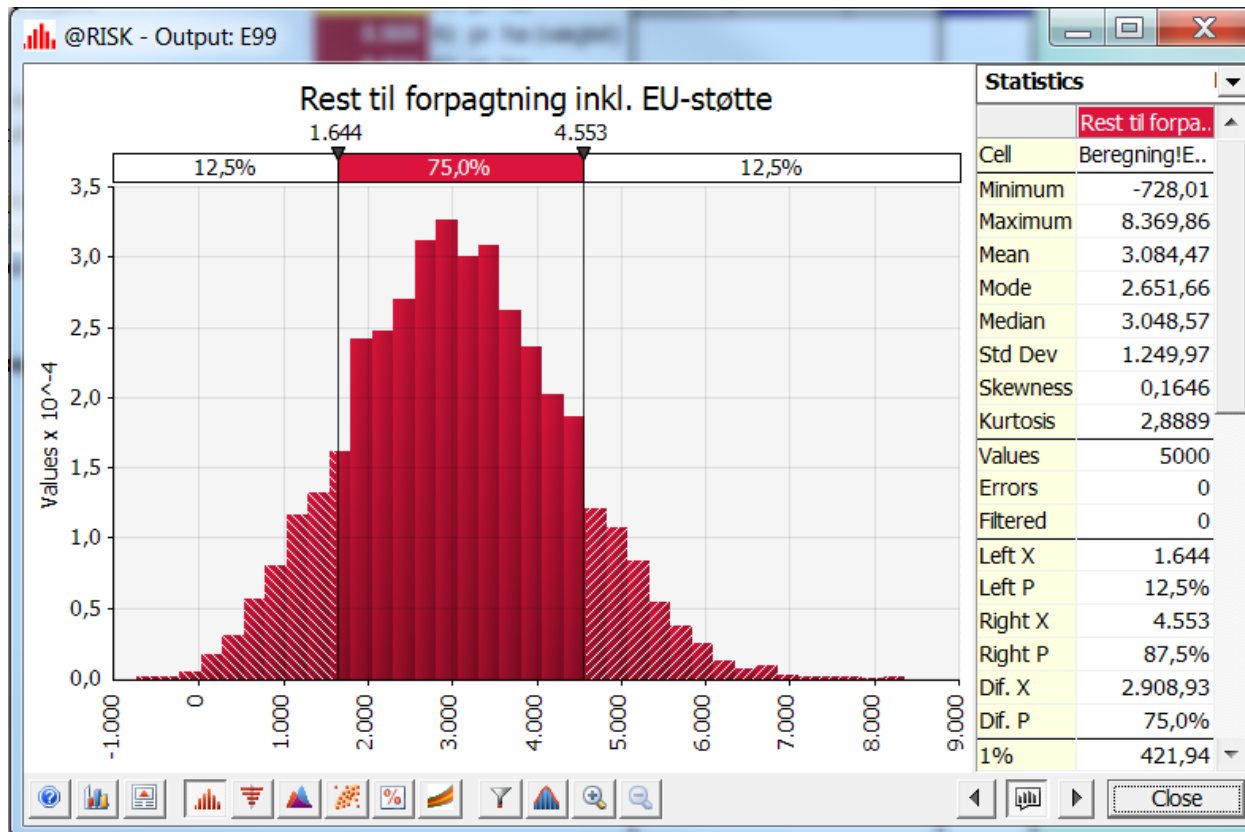 @RISK - Output: E99
Rest til forpagtning inkl. EU-støtte
1.644 4.553
12,5% 75,0% 12,5%
3,5
3,0
2,5
2,0
1,5
1,0
0,5
0,0
Values x 10^-4
-1.000 0 1.000 2.000 3.000 4.000 5.000 6.000 7.000 8.000 9.000
Statistics
Rest til forpa..
Cell Beregning!E..
Minimum -728,01
Maximum 8.369,86
Mean 3.084,47
Mode 2.651,66
Median 3.048,57
Std Dev 1.249,97
Skewness 0,1646
Kurtosis 2,8889
Values 5000
Errors 0
Filtered 0
Left X 1.644
Left P 12,5%
Right X 4.553
Right P 87,5%
Dif. X 2.908,93
Dif. P 75,0%
1% 421,94
Close